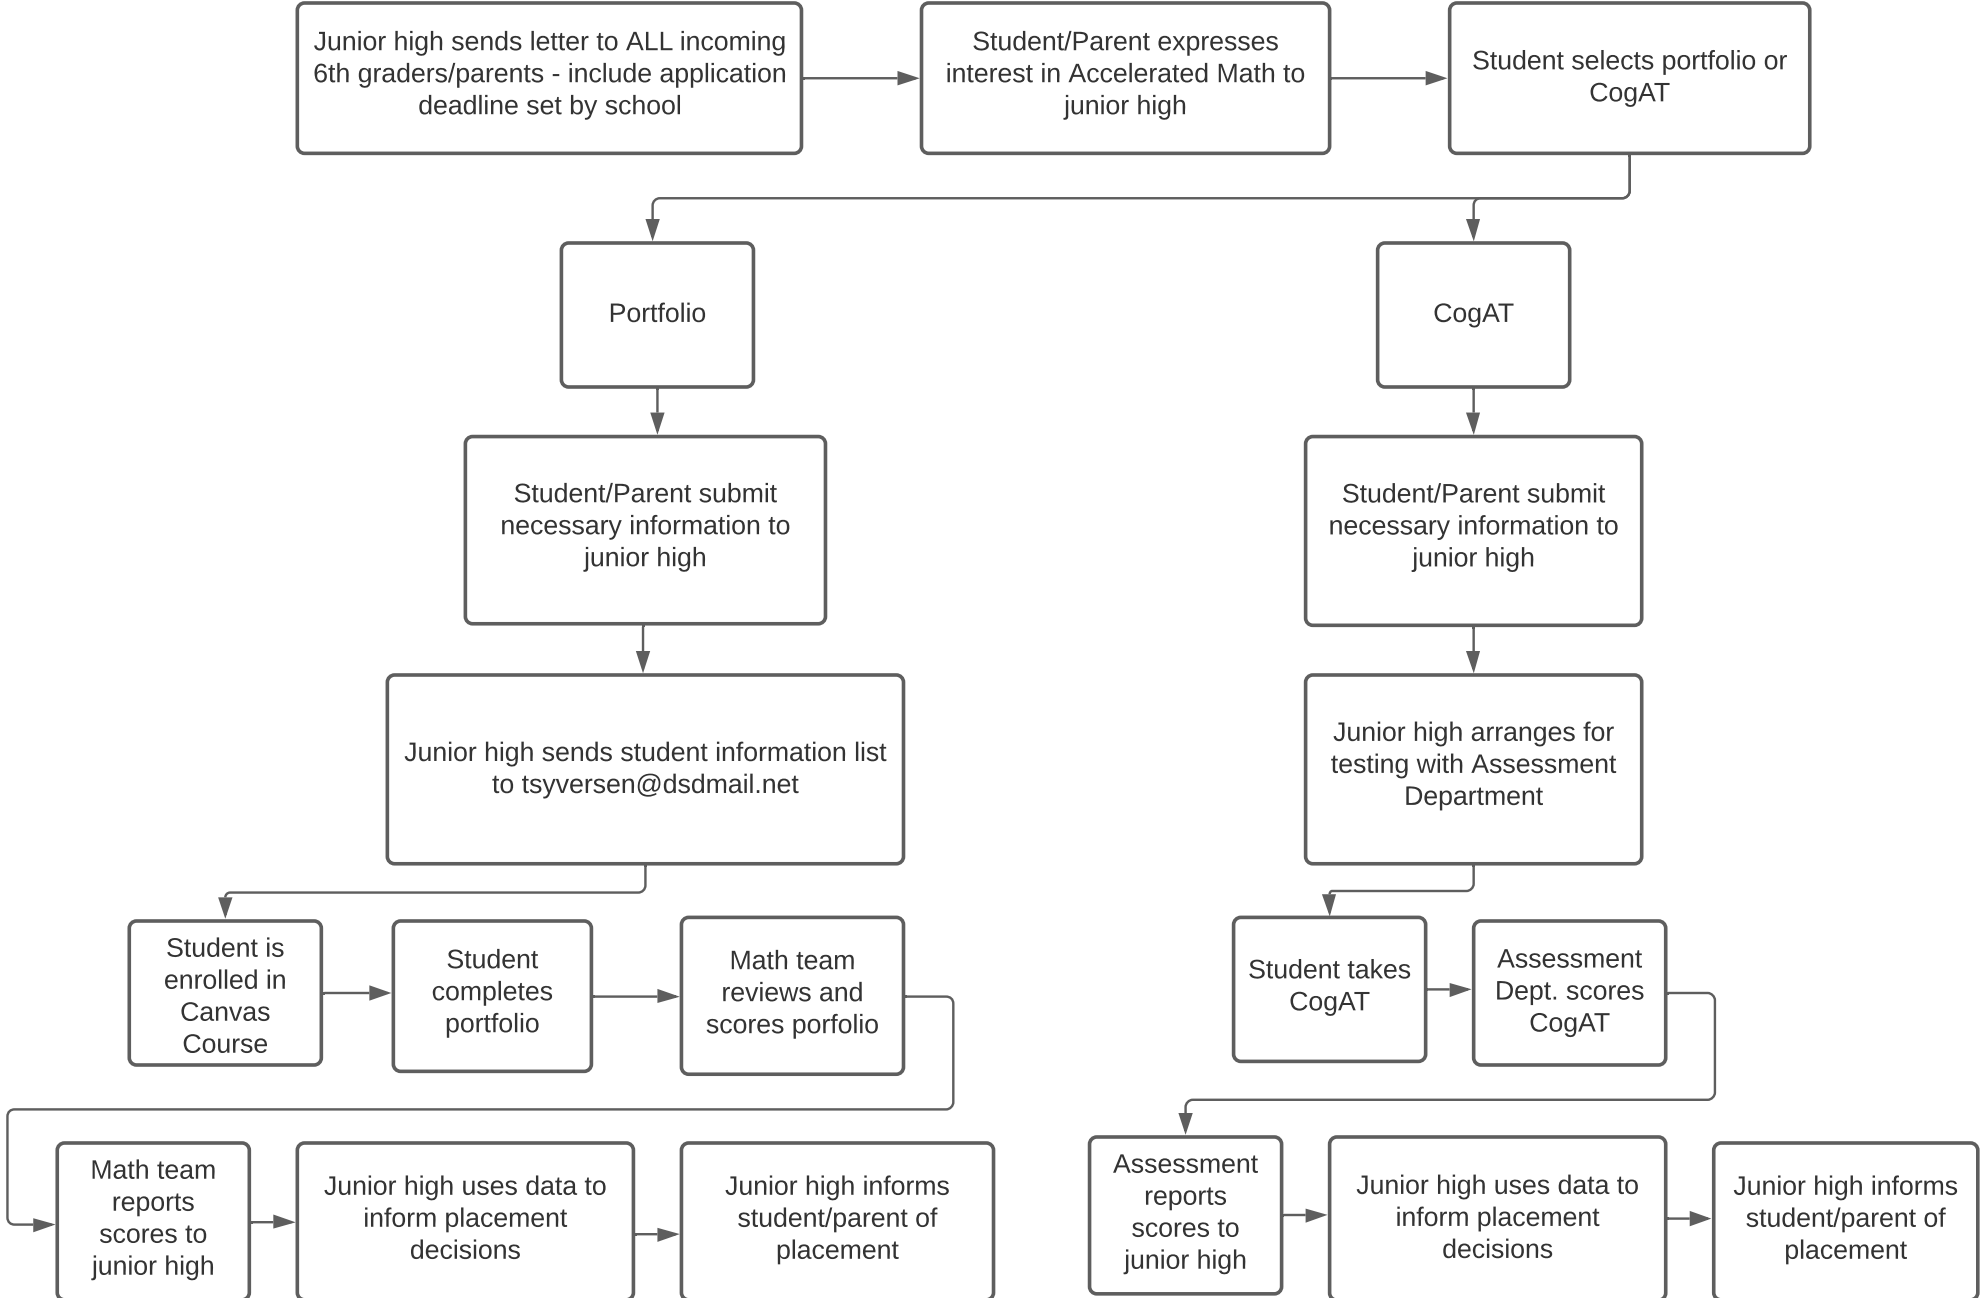 Junior high sends letter to ALL incoming
6th graders/parents - include application
deadline set by school
Student/Parent expresses
interest in Accelerated Math to
junior high
Student selects portfolio or
CogAT
Portfolio
CogAT
Student/Parent submit
necessary information to
junior high
Student/Parent submit
necessary information to
junior high
Junior high sends student information list
to tsyversen@dsdmail.net
Junior high arranges for
testing with Assessment
Department
Student is
enrolled in
Canvas
Course
Student
completes
portfolio
Math team
reviews and
scores porfolio
Student takes
CogAT
Assessment
Dept. scores
CogAT
Math team
reports
scores to
junior high
Junior high uses data to
inform placement
decisions
Junior high informs
student/parent of
placement
Assessment
reports
scores to
junior high
Junior high uses data to
inform placement
decisions
Junior high informs
student/parent of
placement